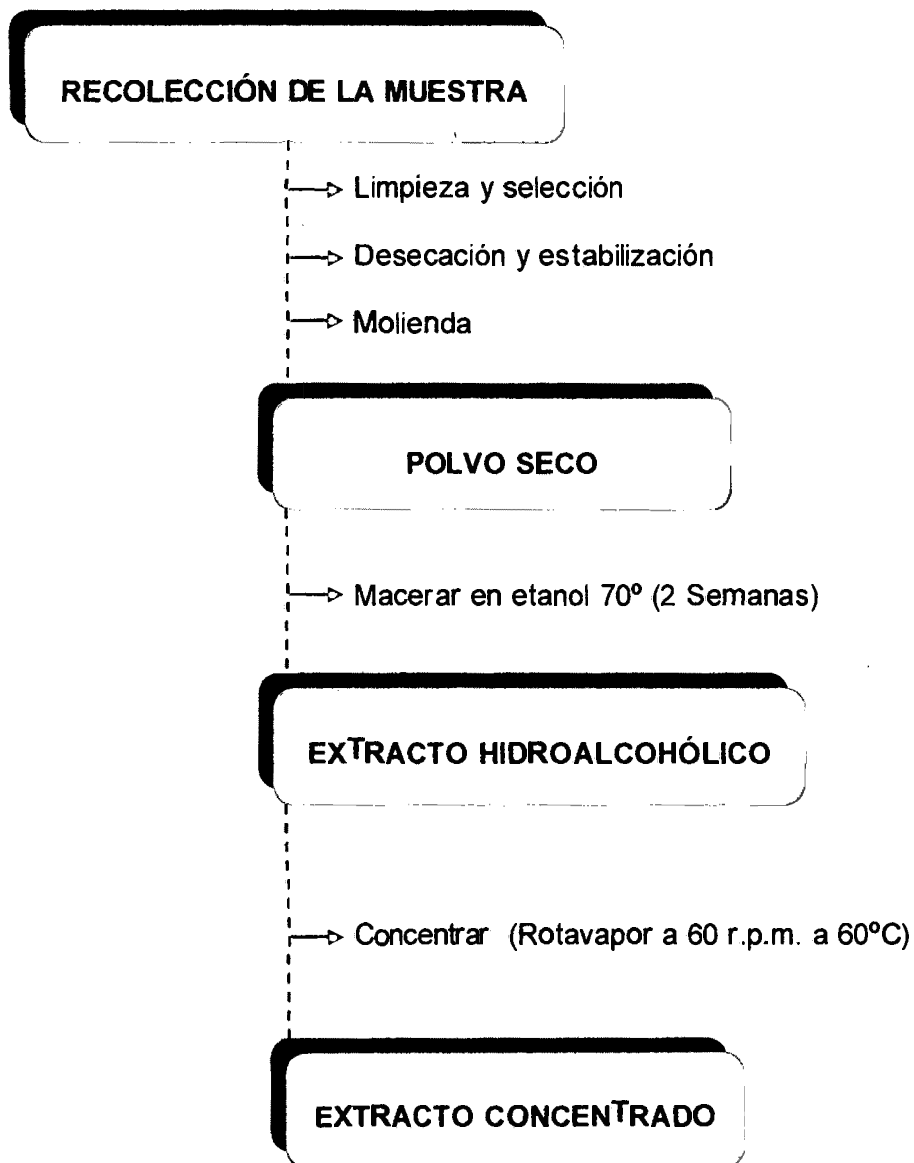 RECOLECCIÓN DE LA MUESTRA
Limpieza y selección
Desecación y estabilización
Molienda
POLVO SECO
Macerar en etanol 70º (2 Semanas)
EXTRACTO HIDROALCOHÓLICO
Concentrar (Rotavapor a 60 r.p.m. a 60ºC)
EXTRACTO CONCENTRADO